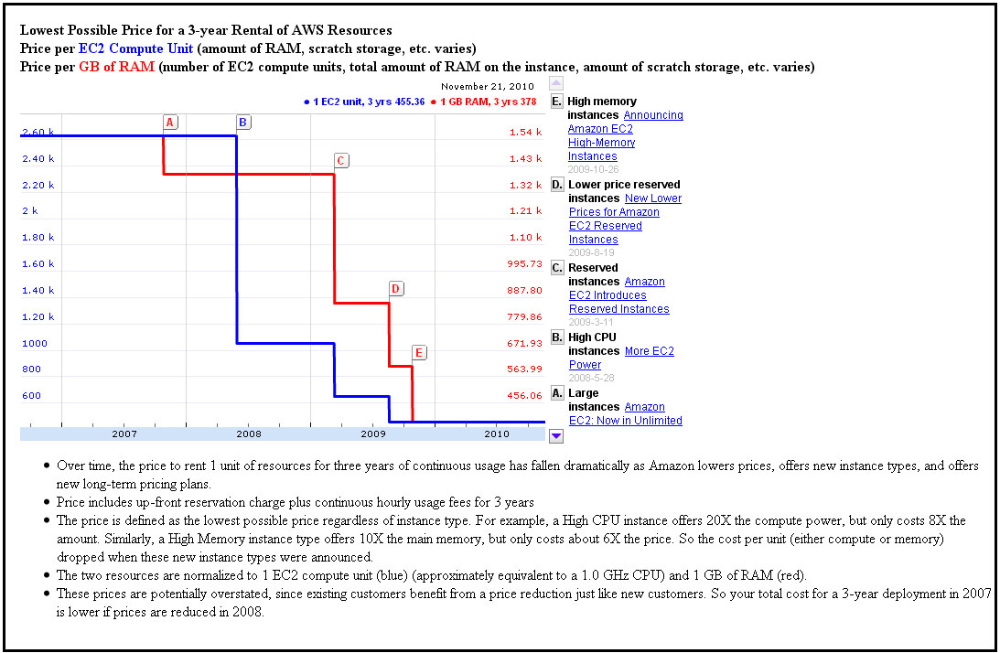 Lowest Possible Price for a 3-year Rental of AWS Resources
Price per EC2 Compute Unit (amount of RAM, scratch storage, etc. varies)
Price per GB of RAM (number of EC2 compute units, total amount of RAM on the instance, amount of scratch storage, etc. varies)
November 21, 2010
1 EC2 unit, 3 yrs 455.36 1 GB RAM, 3 yrs 378
A B
2.60 k 1.54 k
2.40 k C 1.43 k
2.20 k 1.32 k
2 k 1.21 k
1.80 k 1.10 k
1.60 k 995.73
1.40 k D 887.80
1.20 k 779.86
1000 E 671.93
800 563.99
600 456.06
2007 2008 2009 2010
E. High memory
instances Announcing
Amazon EC2
High-Memory
Instances
2009-10-26
D. Lower price reserved
instances New Lower
Prices for Amazon
EC2 Reserved
Instances
2009-8-19
C. Reserved
instances Amazon
EC2 Introduces
Reserved Instances
2009-3-11
B. High CPU
instances More EC2
Power
2008-5-28
A. Large
instances Amazon
EC2: Now in Unlimited
Over time, the price to rent 1 unit of resources for three years of continuous usage has fallen dramatically as Amazon lowers prices, offers new instance types, and offers
new long-term pricing plans.
Price includes up-front reservation charge plus continuous hourly usage fees for 3 years
The price is defined as the lowest possible price regardless of instance type. For example, a High CPU instance offers 20X the compute power, but only costs 8X the
amount. Similarly, a High Memory instance type offers 10X the main memory, but only costs about 6X the price. So the cost per unit (either compute or memory)
dropped when these new instance types were announced.
The two resources are normalized to 1 EC2 compute unit (blue) (approximately equivalent to a 1.0 GHz CPU) and 1 GB of RAM (red).
These prices are potentially overstated, since existing customers benefit from a price reduction just like new customers. So your total cost for a 3-year deployment in 2007
is lower if prices are reduced in 2008.